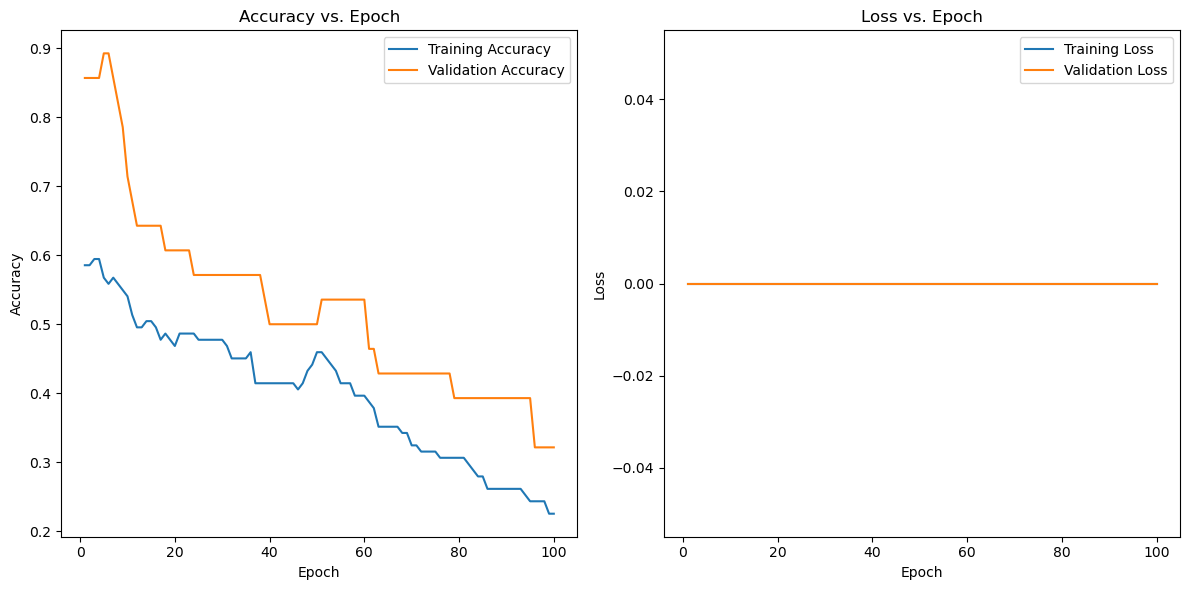 Accuracy vs. Epoch
Training Accuracy
Validation Accuracy
0.9
0.8
0.7
0.6
0.5
0.4
0.3
0.2
Accuracy
0 20 40 60 80 100
Epoch
Loss vs. Epoch
Training Loss
Validation Loss
0.04
0.02
0.00
−0.02
−0.04
Loss
0 20 40 60 80 100
Epoch